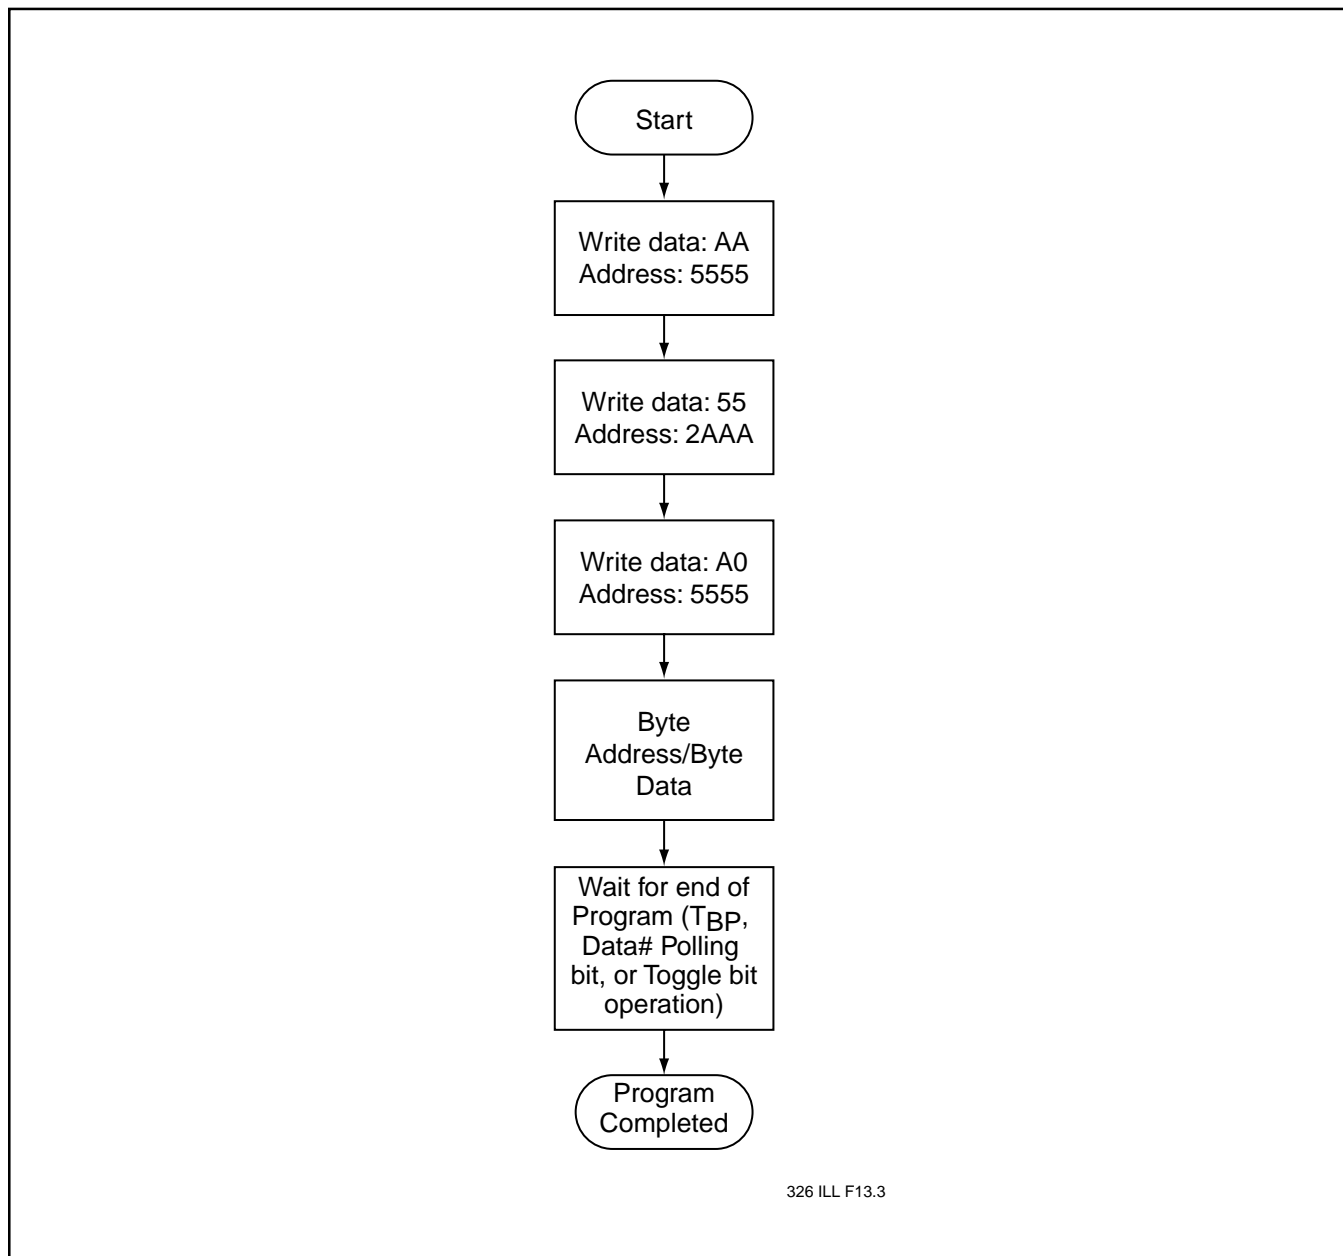 Start
Write data: AA
Address: 5555
Write data: 55
Address: 2AAA
Write data: A0
Address: 5555
Byte
Address/Byte
Data
Wait for end of
Program (TBP,
Data# Polling
bit, or Toggle bit
operation)
Program
Completed
326 ILL F13.3